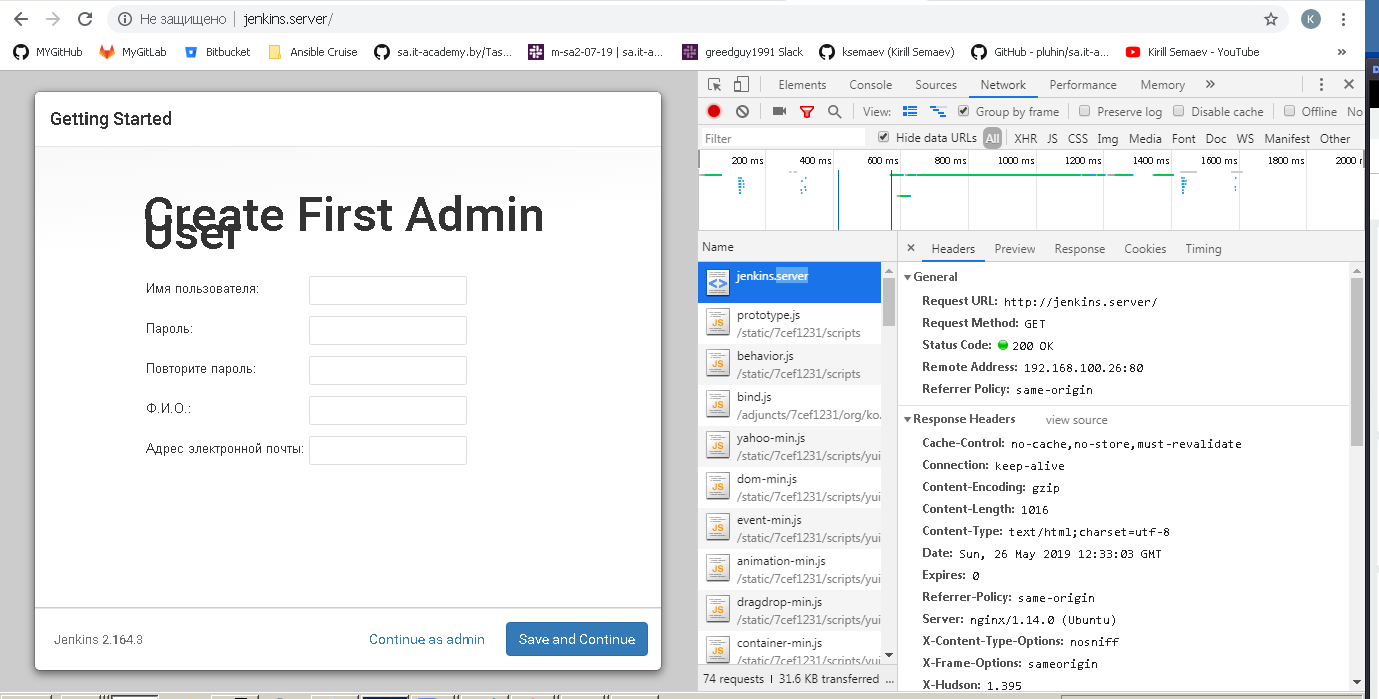 Не защищено | jenkins.server/
K
MYGitHub MyGitLab Bitbucket Ansible Cruise sa.it-academy.by/Tas... m-sa2-07-19 | sa.it-a... greedguy1991 Slack ksemaev (Kirill Semaev) GitHub - pluhin/sa.it-a... Kirill Semaev - YouTube »
Getting Started
Create First Admin
User
Имя пользователя:
Пароль:
Повторите пароль:
Ф.И.О.:
Адрес электронной почты:
Jenkins 2.164.3 Continue as admin Save and Continue
Elements Console Sources Network Performance Memory »
View: Group by frame Preserve log Disable cache Offline No
Filter Hide data URLs All XHR JS CSS Img Media Font Doc WS Manifest Other
200 ms 400 ms 600 ms 800 ms 1000 ms 1200 ms 1400 ms 1600 ms 1800 ms 2000 r
Name
jenkins.server
prototype.js
/static/7cef1231/scripts
behavior.js
/static/7cef1231/scripts
bind.js
/adjuncts/7cef1231/org/ko.
yahoo-min.js
/static/7cef1231/scripts/yui
dom-min.js
/static/7cef1231/scripts/yui
event-min.js
/static/7cef1231/scripts/yui
animation-min.js
/static/7cef1231/scripts/yui
dragdrop-min.js
/static/7cef1231/scripts/yui
container-min.js
/static/7cef1231/scripts/yui
74 requests | 31.6 KB transferred ...
× Headers Preview Response Cookies Timing
General
Request URL: http://jenkins.server/
Request Method: GET
Status Code: 200 OK
Remote Address: 192.168.100.26:80
Referrer Policy: same-origin
Response Headers view source
Cache-Control: no-cache,no-store,must-revalidate
Connection: keep-alive
Content-Encoding: gzip
Content-Length: 1016
Content-Type: text/html;charset=utf-8
Date: Sun, 26 May 2019 12:33:03 GMT
Expires: 0
Referrer-Policy: same-origin
Server: nginx/1.14.0 (Ubuntu)
X-Content-Type-Options: nosniff
X-Frame-Options: sameorigin
X-Hudson: 1.395